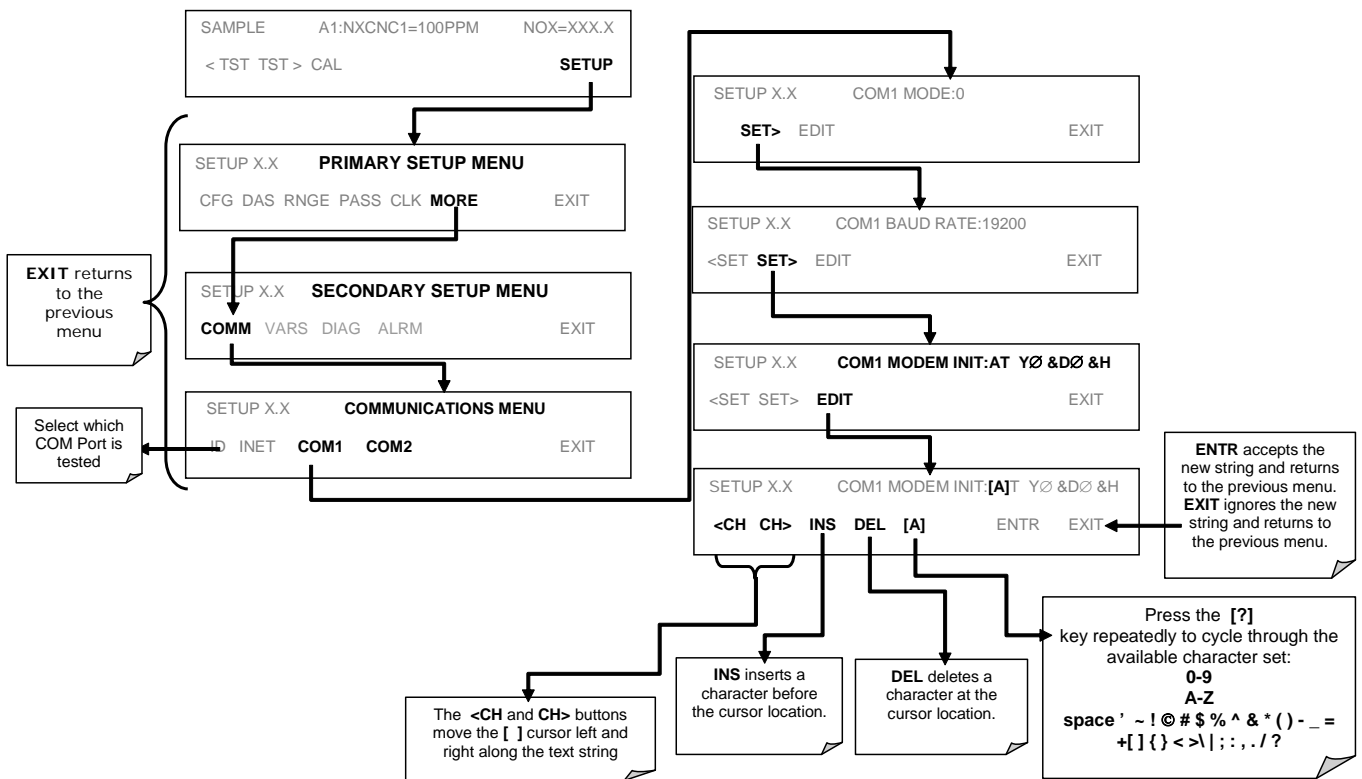 SAMPLE A1:NXCNC1=100PPM NOX=XXX.X
< TST TST > CAL SETUP
SETUP X.X PRIMARY SETUP MENU
CFG DAS RNGE PASS CLK MORE EXIT
EXIT returns
to the
previous
menu
SETUP X.X SECONDARY SETUP MENU
COMM VARS DIAG ALRM EXIT
Select which
COM Port is
tested
SETUP X.X COMMUNICATIONS MENU
ID INET COM1 COM2 EXIT
SETUP X.X COM1 MODE:0
SET> EDIT EXIT
SETUP X.X COM1 BAUD RATE:19200
<SET SET> EDIT EXIT
SETUP X.X COM1 MODEM INIT:AT YØ &DØ &H
<SET SET> EDIT EXIT
SETUP X.X COM1 MODEM INIT:[A]T YØ &DØ &H
<CH CH> INS DEL [A] ENTR EXIT
ENTR accepts the
new string and returns
to the previous menu.
EXIT ignores the new
string and returns to
the previous menu.
The <CH and CH> buttons
move the [ ] cursor left and
right along the text string
INS inserts a
character before
the cursor location.
DEL deletes a
character at the
cursor location.
Press the [?]
key repeatedly to cycle through the
available character set:
0-9
A-Z
space ' ~ ! © # $ % ^ & * ( ) - _ =
+[ ] { } < >\ | ; : , . / ?